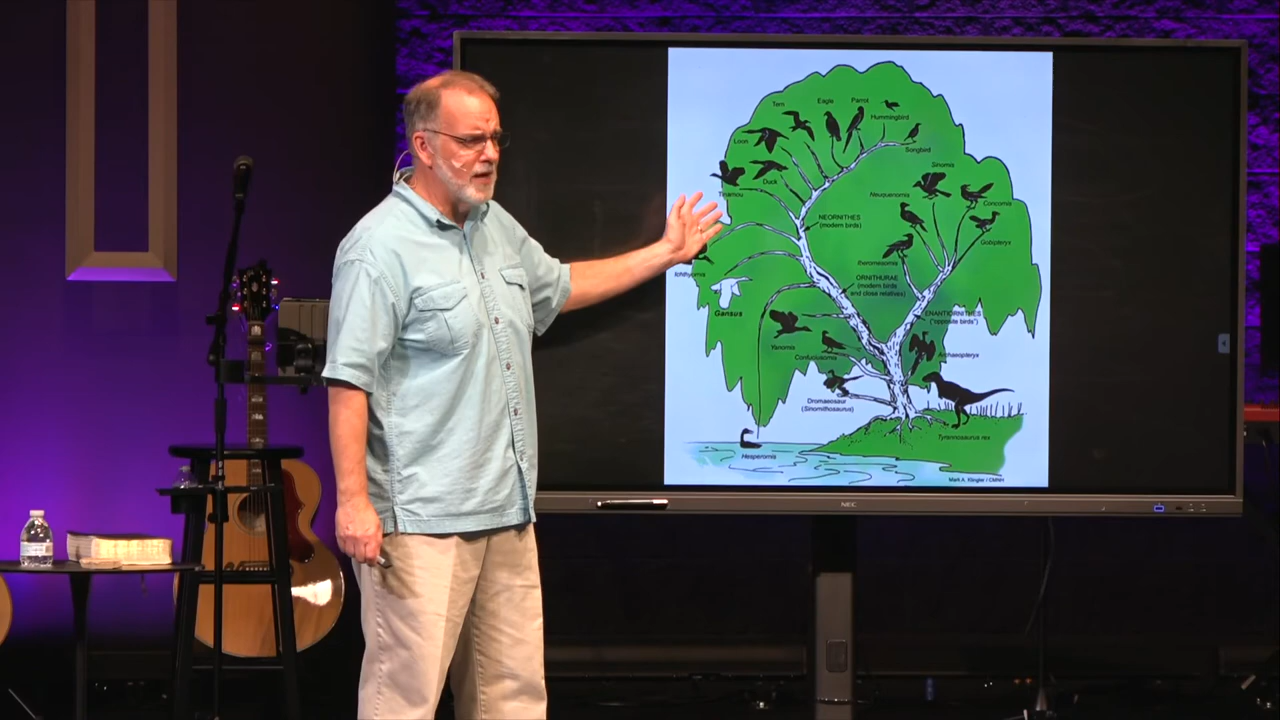 Tern
Eagle
Parrot
Hummingbird
Loon
Songbird
Duck
Sinornis
Tinamou
Neuquenornis
Concornis
NEORNITHES
(modern birds)
Gobipteryx
Iberomesornis
Ichthyornis
ORNITHURAE
(modern birds
and close relatives)
Gansus
ENANTIORNITHES
("opposite birds")
Yanornis
Confuciusornis
Archaeopteryx
Dromaeosaur
(Sinornithosaurus)
Tyrannosaurus rex
Hesperornis
Mark A. Klingler / CMNH
NEC